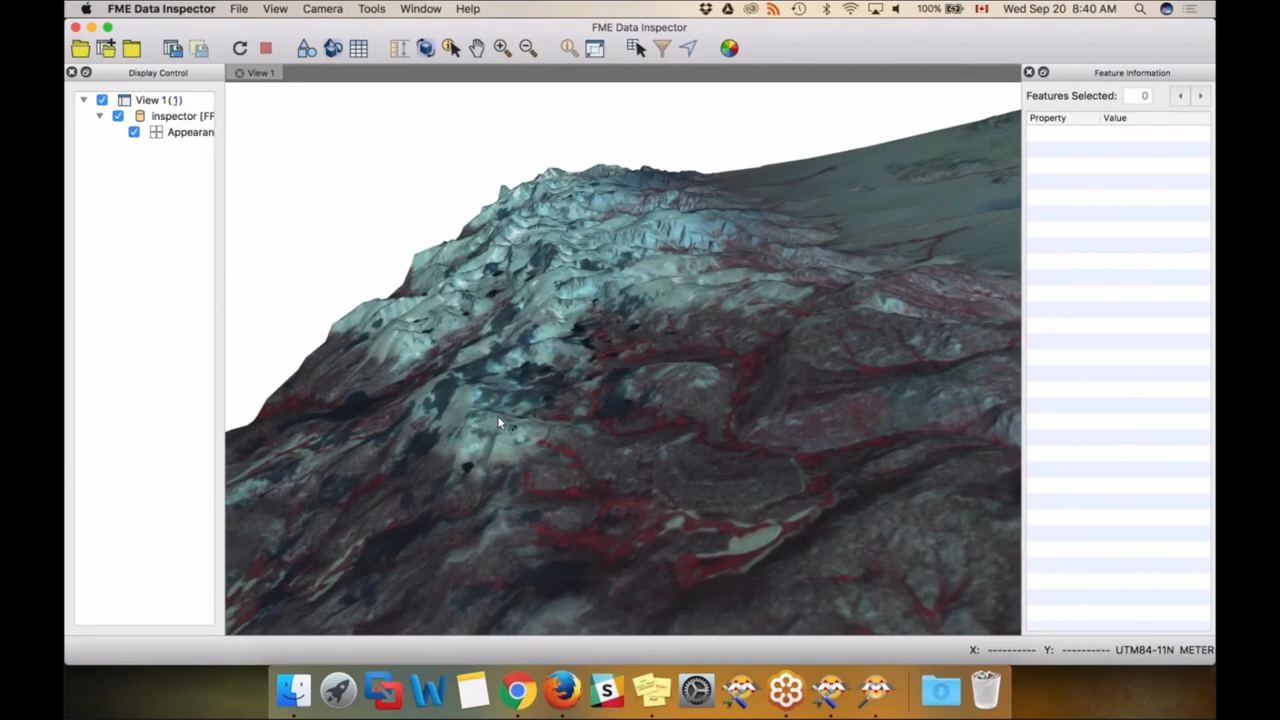 FME Data Inspector File View Camera Tools Window Help 100% Wed Sep 20 8:40 AM
FME Data Inspector
Display Control
View 1
Feature Information
View 1 (1)
inspector [FF
Appearan
Features Selected: 0
Property Value
X: ---------- Y: ---------- UTM84-11N METER